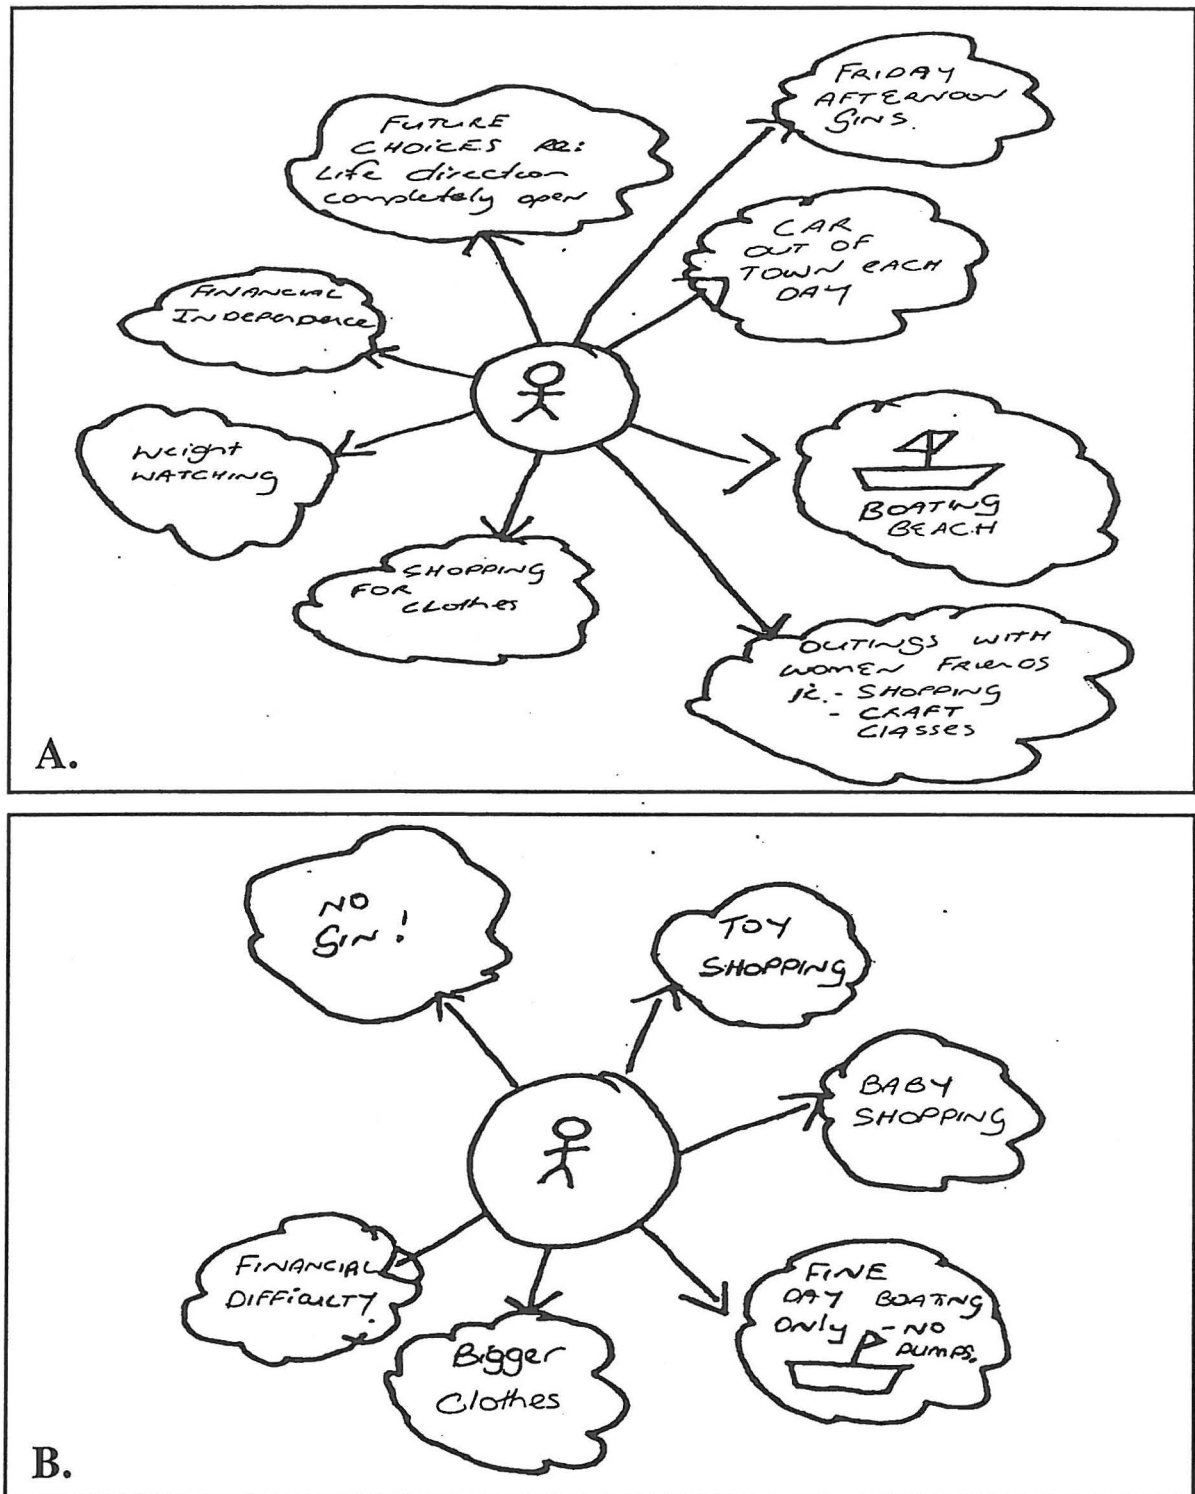 FUTURE
CHOICES RE:
Life direction
completely open
FRIDAY
AFTERNOON
GINS.
CAR
OUT OF
TOWN EACH
DAY
FINANCIAL
INDEPENDENCE
Weight
WATCHING
SHOPPING
FOR
CLothes
BOATING
BEACH
OUTINGS WITH
WOMEN FRIENDS
ie. - SHOPPING
- CRAFT
CLASSES
A.
NO
GIN!
TOY
SHOPPING
BABY
SHOPPING
FINANCIAL
DIFFICULTY.
Bigger
Clothes
FINE
DAY BOATING
ONLY - NO
PUMPS.
B.